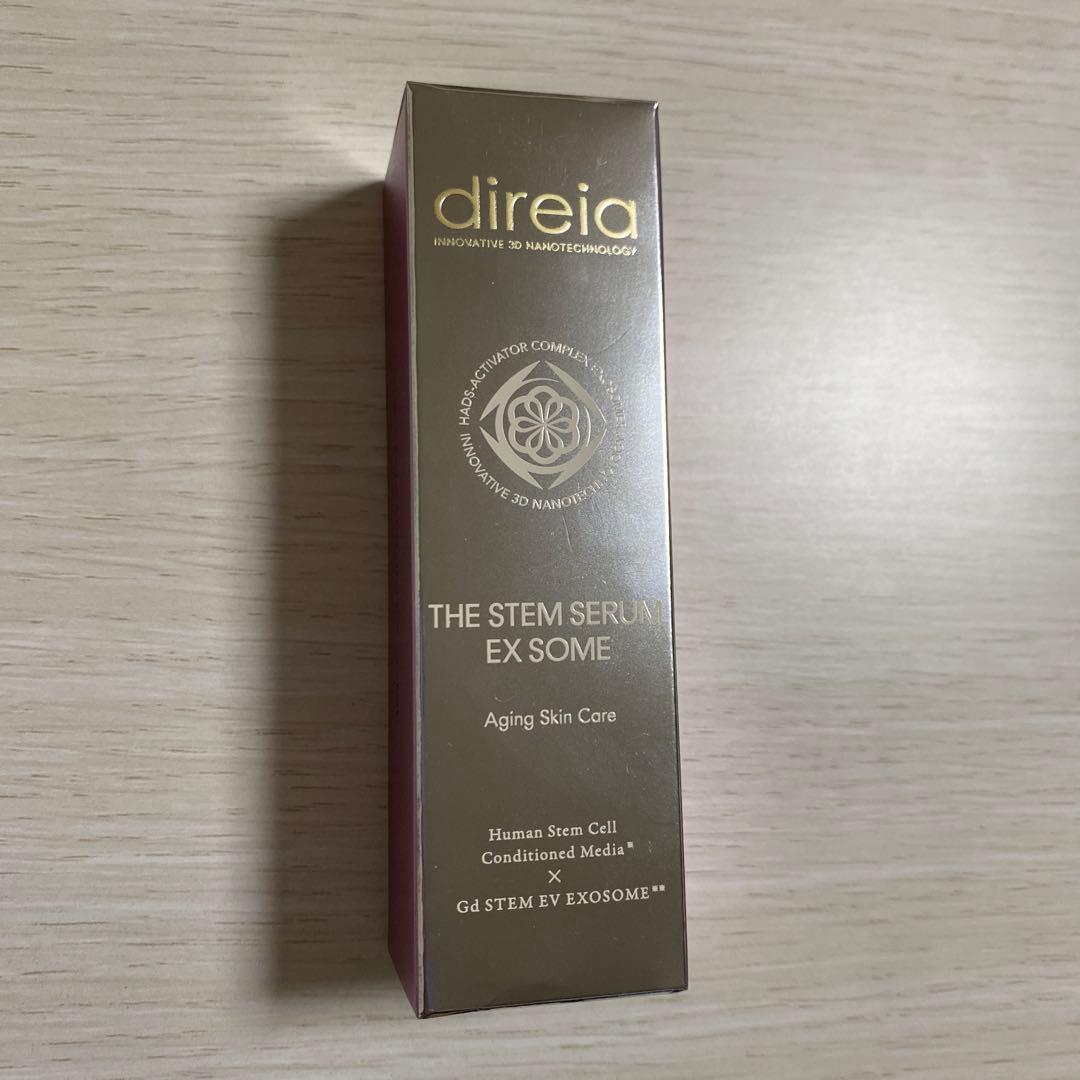 direia
INNOVATIVE 3D NANOTECHNOLOGY
HADS-ACTIVATOR COMPLEX
INNOVATIVE 3D
THE STEM SERUM
EX SOME
Aging Skin Care
Human Stem Cell
Conditioned Media※
×
Gd STEM EV EXOSOME※※